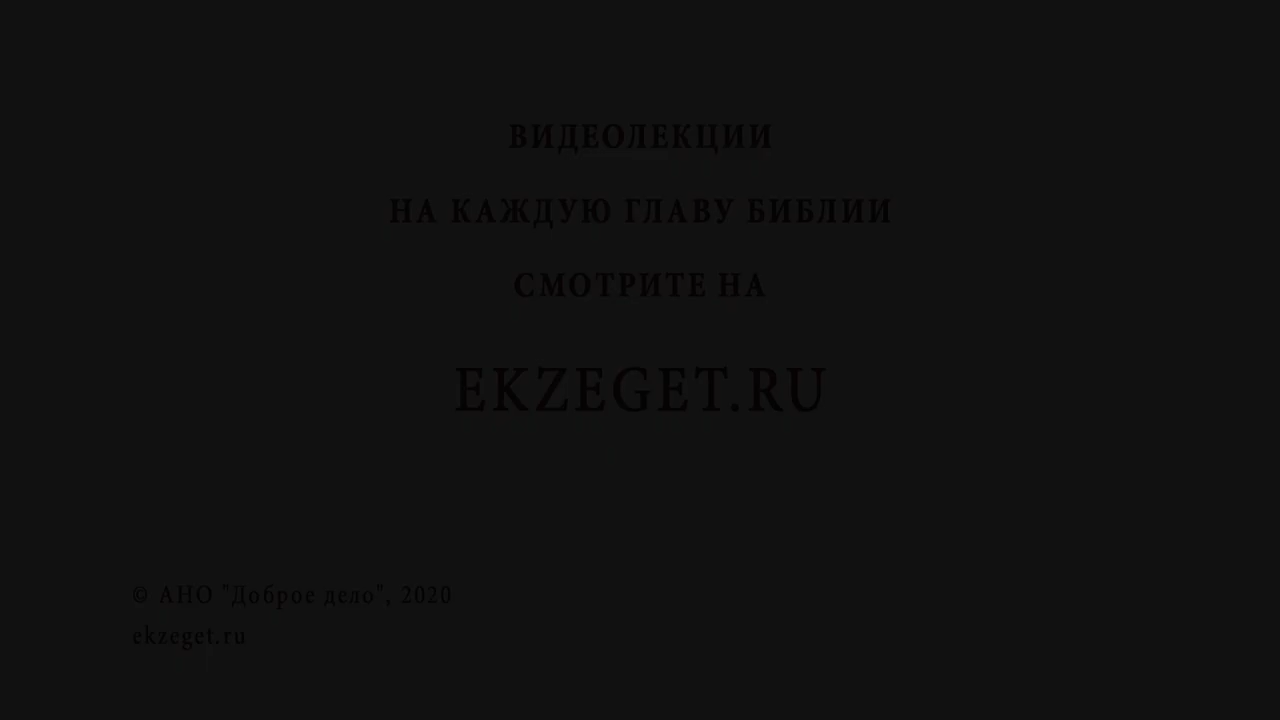 ВИДЕОЛЕКЦИИ
НА КАЖДУЮ ГЛАВУ БИБЛИИ
СМОТРИТЕ НА
EKZEGET.RU
© АНО "Доброе дело", 2020
ekzeget.ru